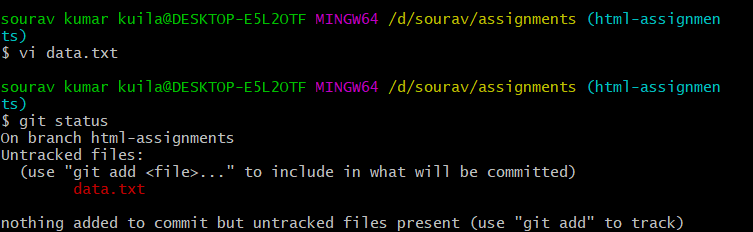 sourav kumar kuila@DESKTOP-E5L2OTF MINGW64 /d/sourav/assignments (html-assignmen
ts)
$ vi data.txt
sourav kumar kuila@DESKTOP-E5L2OTF MINGW64 /d/sourav/assignments (html-assignmen
ts)
$ git status
On branch html-assignments
Untracked files:
  (use "git add <file>..." to include in what will be committed)
        data.txt
nothing added to commit but untracked files present (use "git add" to track)